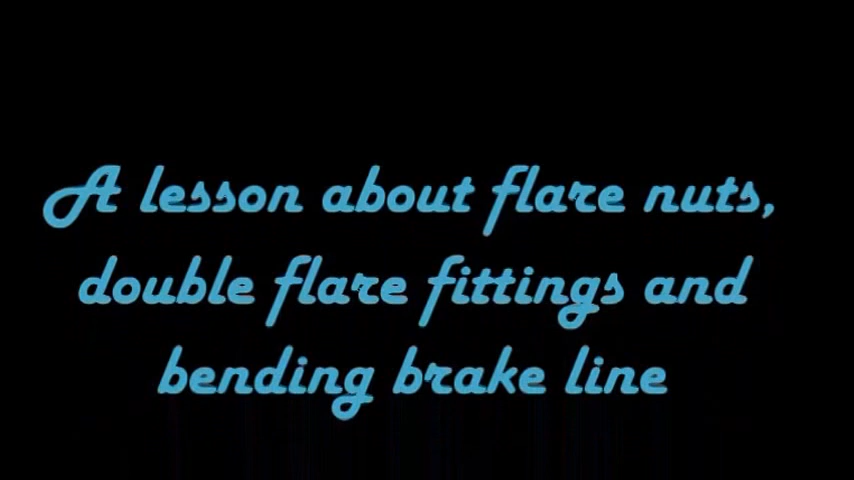 A lesson about flare nuts,
double flare fittings and
bending brake line